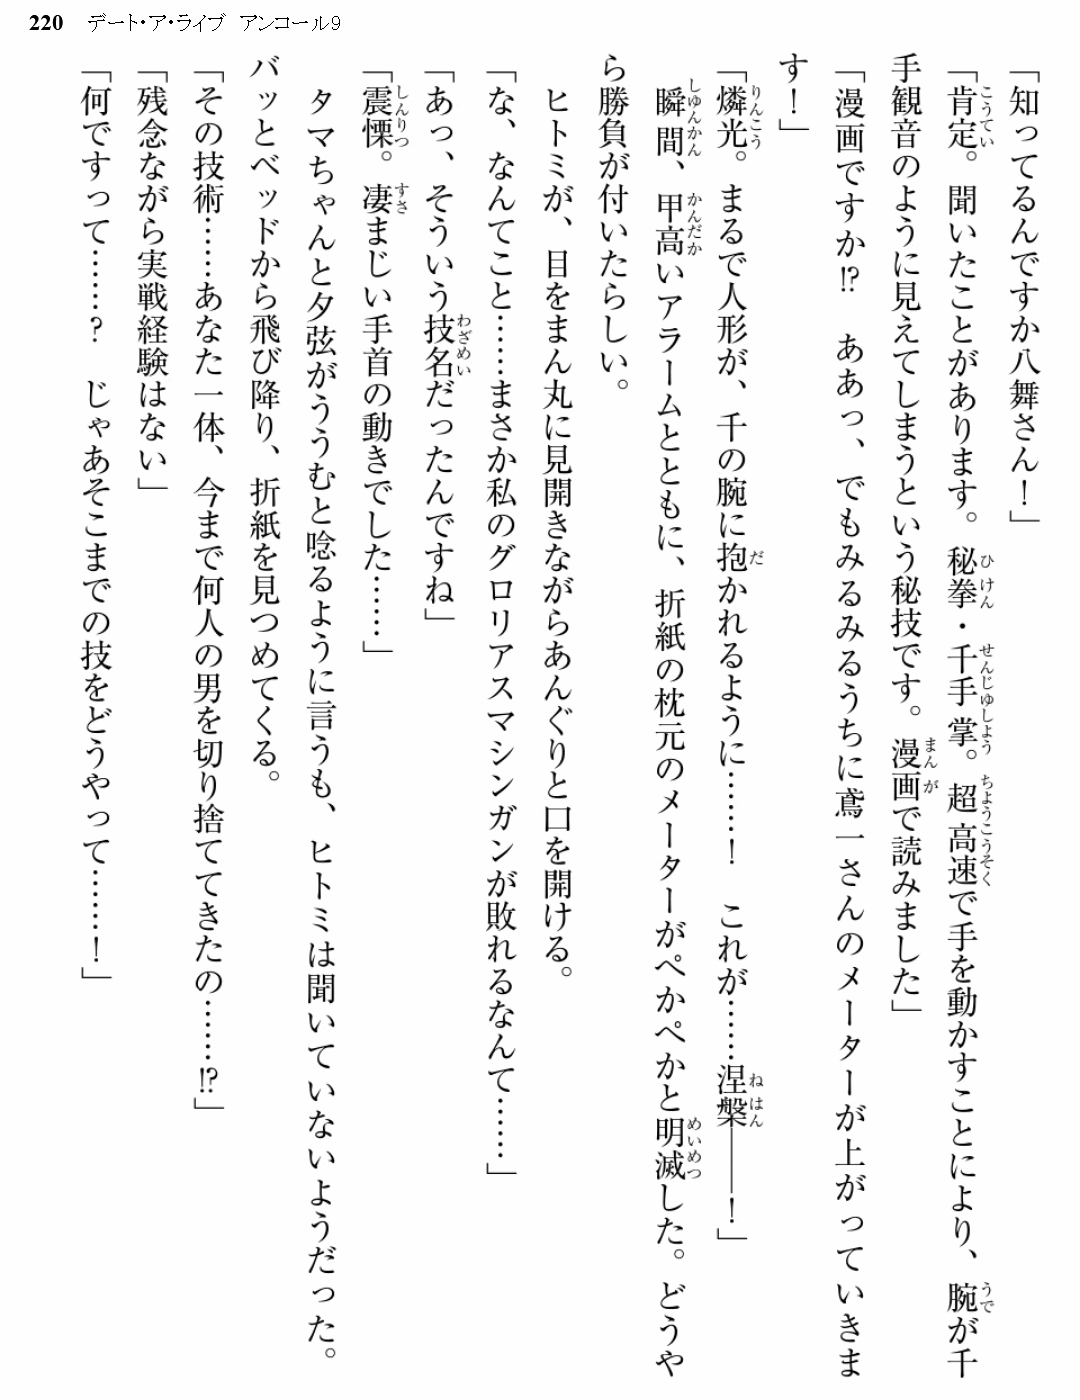 220 デート・ア・ライブ アンコール9
「知ってるんですか八舞さん！」
「肯定。聞いたことがあります。秘拳・千手掌。超高速で手を動かすことにより、腕が千
手観音のように見えてしまうという秘技です。漫画で読みました」
「漫画ですか⁉　ああっ、でもみるみるうちに鳶一さんのメーターが上がっていきま
す！」
「燐光。まるで人形が、千の腕に抱かれるように……！　これが……涅槃――！」
瞬間、甲高いアラームとともに、折紙の枕元のメーターがぺかぺかと明滅した。どうや
ら勝負が付いたらしい。
ヒトミが、目をまん丸に見開きながらあんぐりと口を開ける。
「な、なんてこと……まさか私のグロリアスマシンガンが敗れるなんて……」
「あっ、そういう技名だったんですね」
「震慄。凄まじい手首の動きでした……」
タマちゃんと夕弦がううむと唸るように言うも、ヒトミは聞いていないようだった。
バッとベッドから飛び降り、折紙を見つめてくる。
「その技術……あなた一体、今まで何人の男を切り捨ててきたの……⁉」
「残念ながら実戦経験はない」
「何ですって……？　じゃあそこまでの技をどうやって……！」